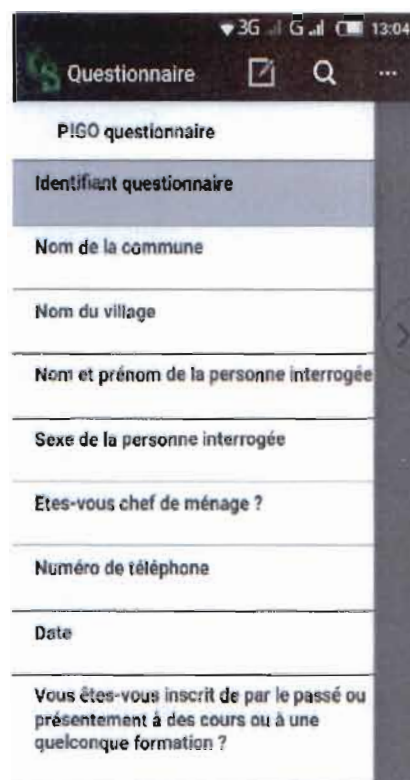 3G G 13:04
CS Questionnaire ...
PIGO questionnaire
Identifiant questionnaire
Nom de la commune
Nom du village
Nom et prénom de la personne interrogée
Sexe de la personne interrogée
Etes-vous chef de ménage ?
Numéro de téléphone
Date
Vous êtes-vous inscrit de par le passé ou
présentement à des cours ou à une
quelconque formation ?